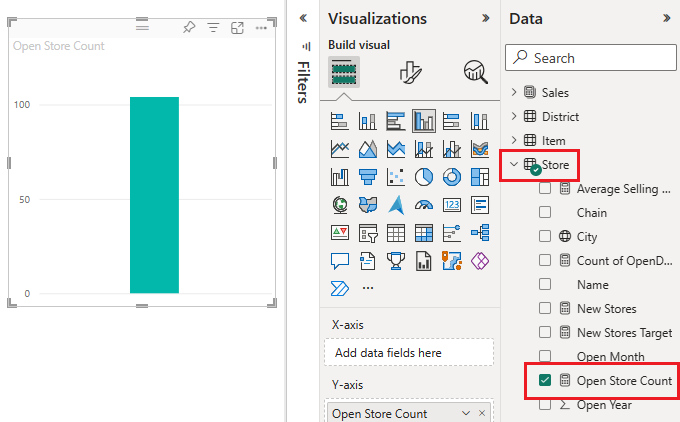 Open Store Count
100
50
0
Filters
Visualizations
Build visual
123
X-axis
Add data fields here
Y-axis
Open Store Count
Data
Search
Sales
District
Item
Store
Average Selling ...
Chain
City
Count of OpenD...
Name
New Stores
New Stores Target
Open Month
Open Store Count
Open Year